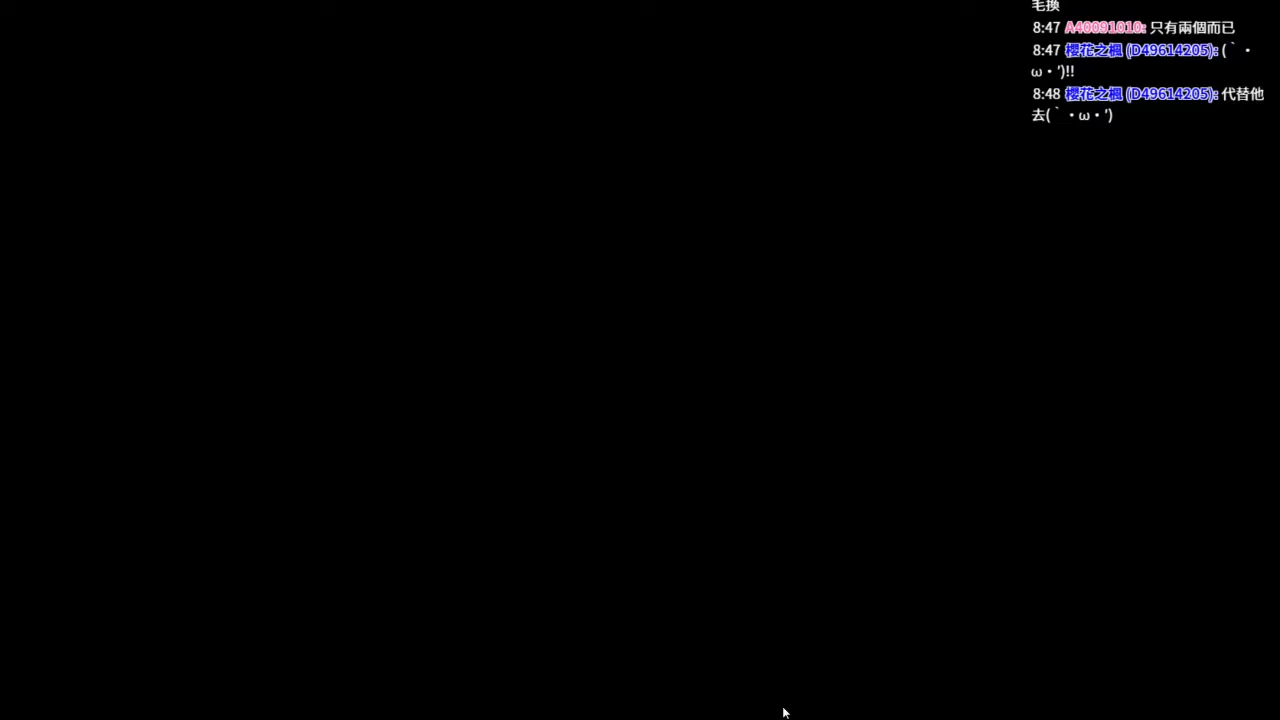 毛換
8:47 A40091010: 只有兩個而已
8:47 櫻花之楓 (D49614205): (｀・
ω・')!!
8:48 櫻花之楓 (D49614205): 代替他
去(｀・ω・')